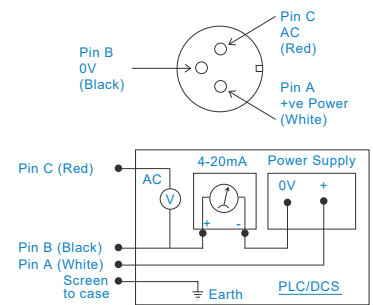 Pin C
AC
(Red)
Pin B
0V
(Black)
Pin A
+ve Power
(White)
4-20mA
Power Supply
Pin C (Red)
AC
V
0V
+
+
-
Pin B (Black)
Pin A (White)
Screen
to case
Earth
PLC/DCS